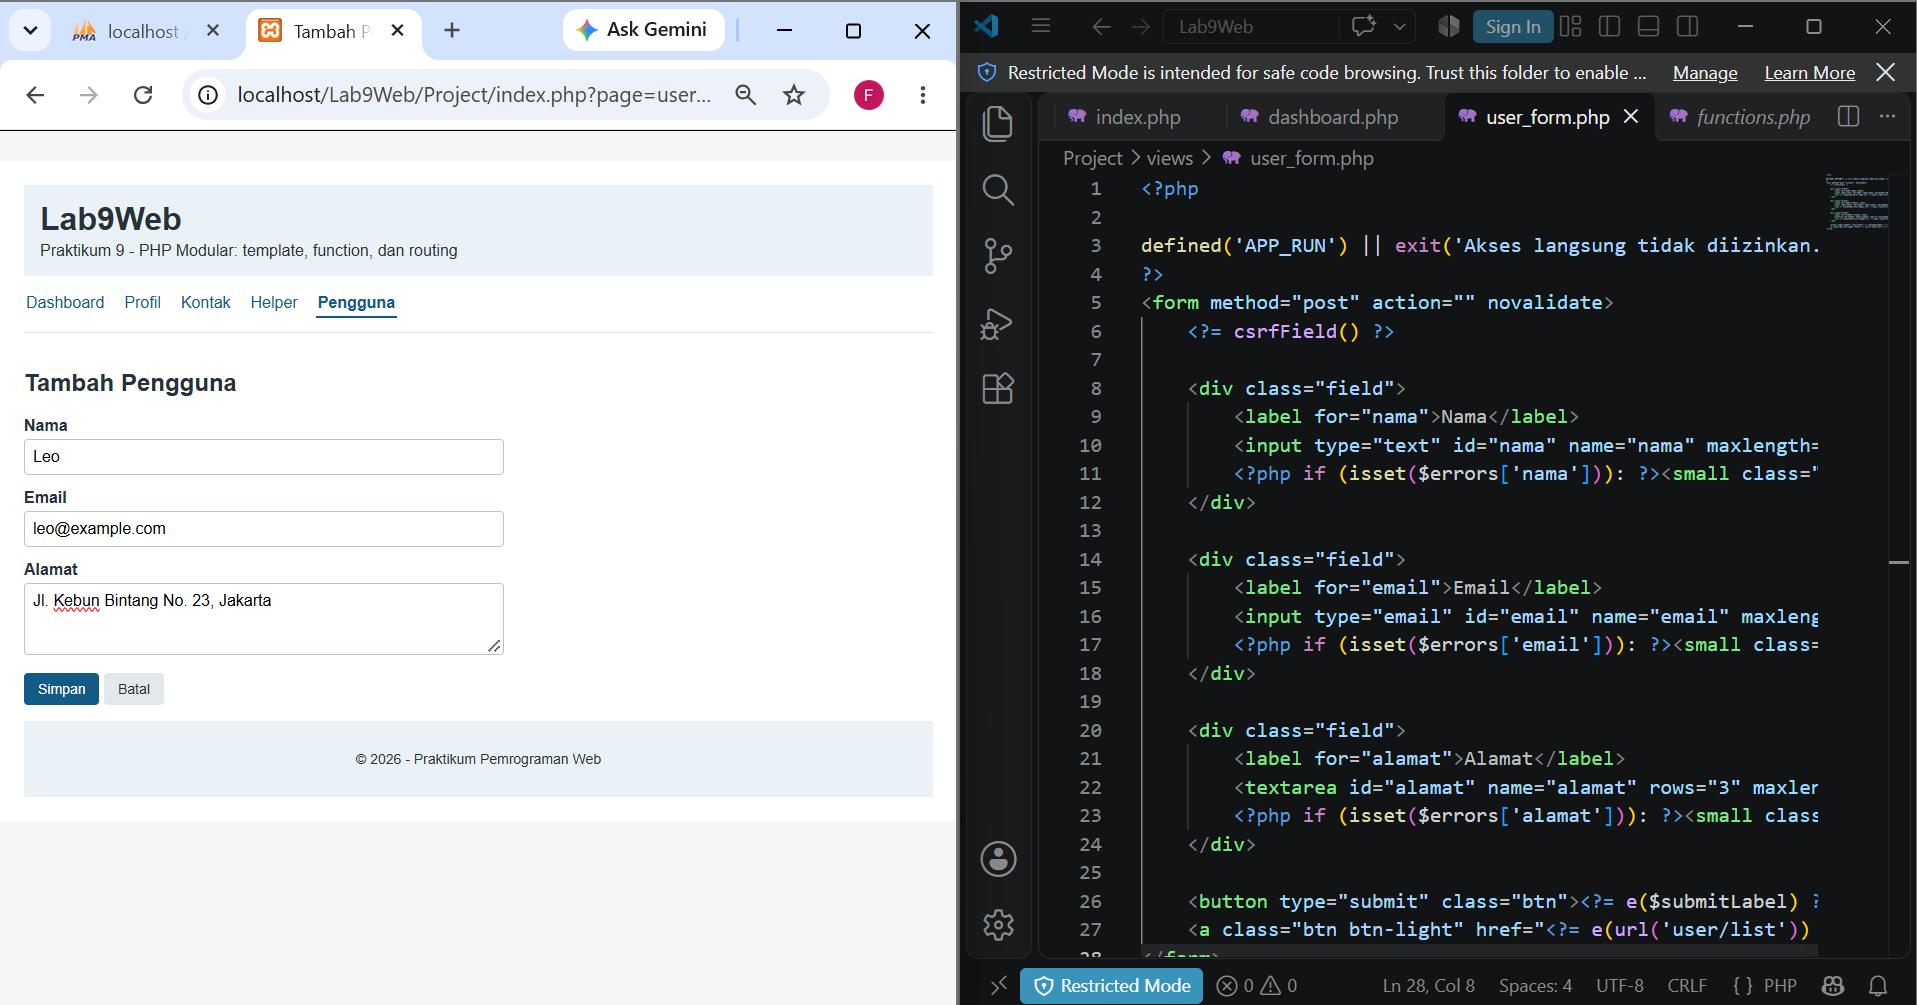 localhost /
Tambah P
Ask Gemini
localhost/Lab9Web/Project/index.php?page=user...
F
Lab9Web
Praktikum 9 - PHP Modular: template, function, dan routing
Dashboard Profil Kontak Helper Pengguna
Tambah Pengguna
Nama
Leo
Email
leo@example.com
Alamat
Jl. Kebun Bintang No. 23, Jakarta
Simpan Batal
© 2026 - Praktikum Pemrograman Web
Lab9Web
Sign In
Restricted Mode is intended for safe code browsing. Trust this folder to enable ... Manage Learn More
index.php dashboard.php user_form.php functions.php
Project > views > user_form.php
1 <?php
2
3 defined('APP_RUN') || exit('Akses langsung tidak diizinkan.
4 ?>
5 <form method="post" action="" novalidate>
6 <?= csrfField() ?>
7
8 <div class="field">
9 <label for="nama">Nama</label>
10 <input type="text" id="nama" name="nama" maxlength=
11 <?php if (isset($errors['nama'])): ?><small class="
12 </div>
13
14 <div class="field">
15 <label for="email">Email</label>
16 <input type="email" id="email" name="email" maxleng
17 <?php if (isset($errors['email'])): ?><small class=
18 </div>
19
20 <div class="field">
21 <label for="alamat">Alamat</label>
22 <textarea id="alamat" name="alamat" rows="3" maxlen
23 <?php if (isset($errors['alamat'])): ?><small class
24 </div>
25
26 <button type="submit" class="btn"><?= e($submitLabel) ?
27 <a class="btn btn-light" href="<?= e(url('user/list'))
28 </form>
Restricted Mode 0 0 Ln 28, Col 8 Spaces: 4 UTF-8 CRLF { } PHP